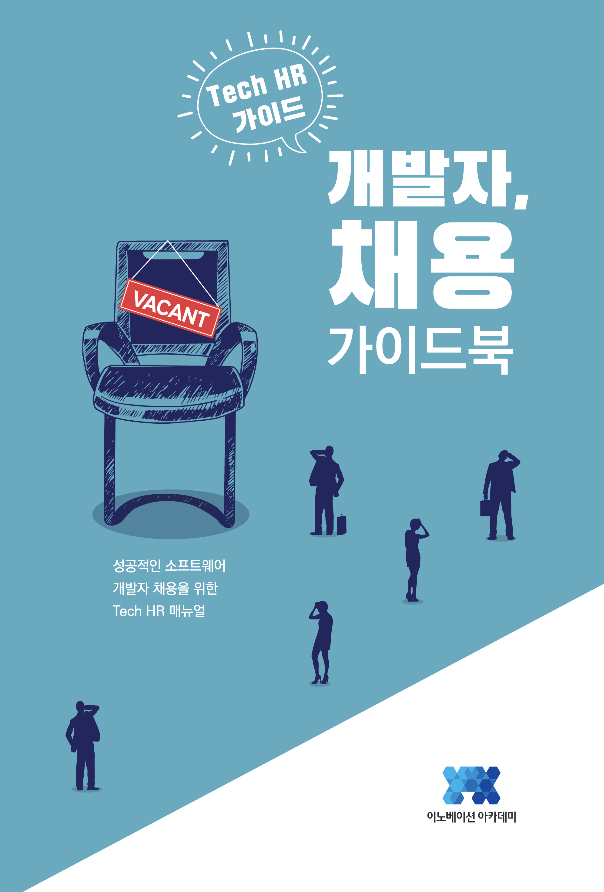 Tech HR
가이드
개발자,
채용
가이드북
VACANT
성공적인 소프트웨어
개발자 채용을 위한
Tech HR 매뉴얼
이노베이션 아카데미